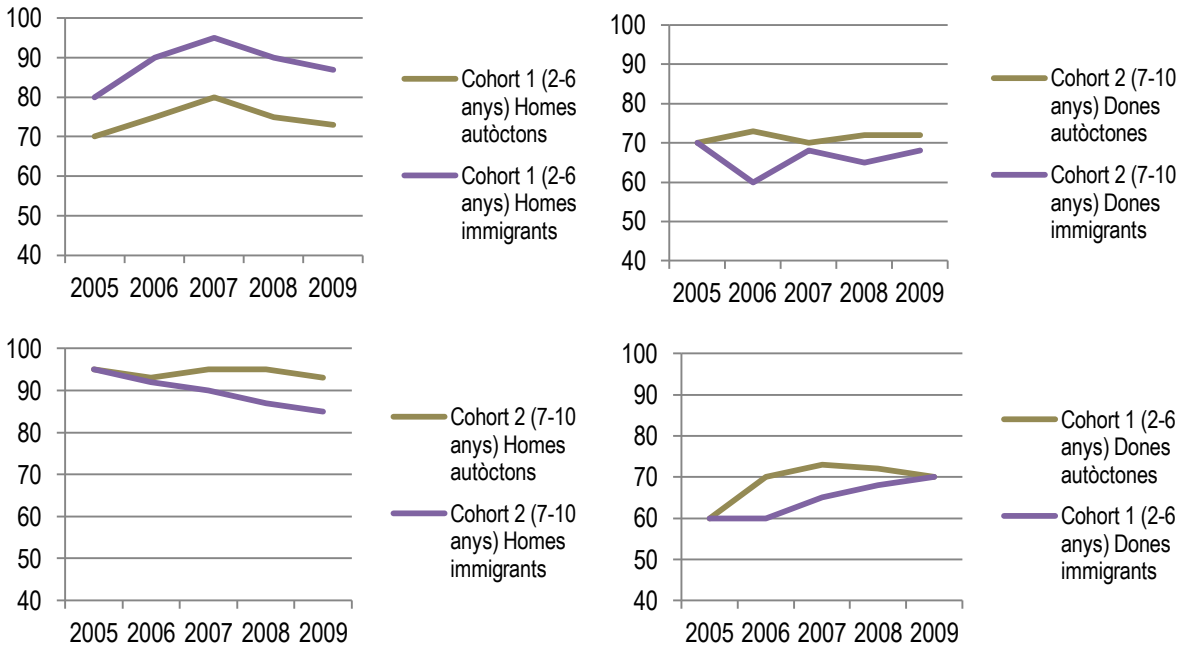 100
90
80
70
60
50
40
2005 2006 2007 2008 2009
Cohort 1 (2-6
anys) Homes
autòctons
Cohort 1 (2-6
anys) Homes
immigrants
100
90
80
70
60
50
40
2005 2006 2007 2008 2009
Cohort 2 (7-10
anys) Dones
autòctones
Cohort 2 (7-10
anys) Dones
immigrants
100
90
80
70
60
50
40
2005 2006 2007 2008 2009
Cohort 2 (7-10
anys) Homes
autòctons
Cohort 2 (7-10
anys) Homes
immigrants
100
90
80
70
60
50
40
2005 2006 2007 2008 2009
Cohort 1 (2-6
anys) Dones
autòctones
Cohort 1 (2-6
anys) Dones
immigrants